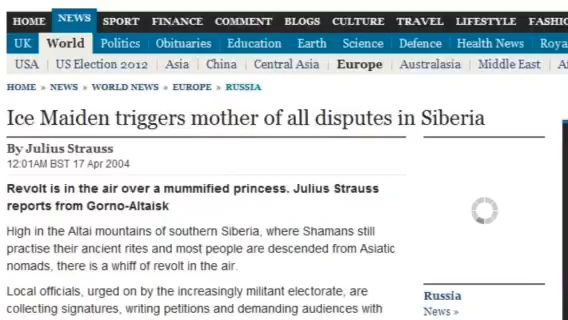 HOME NEWS SPORT FINANCE COMMENT BLOGS CULTURE TRAVEL LIFESTYLE FASHIO
UK World Politics Obituaries Education Earth Science Defence Health News Roya
USA US Election 2012 Asia China Central Asia Europe Australasia Middle East Af
HOME » NEWS » WORLD NEWS » EUROPE » RUSSIA
Ice Maiden triggers mother of all disputes in Siberia
By Julius Strauss
12:01AM BST 17 Apr 2004
Revolt is in the air over a mummified princess. Julius Strauss
reports from Gorno-Altaisk
High in the Altai mountains of southern Siberia, where Shamans still
practise their ancient rites and most people are descended from Asiatic
nomads, there is a whiff of revolt in the air.
Local officials, urged on by the increasingly militant electorate, are
collecting signatures, writing petitions and demanding audiences with
Russia
News »